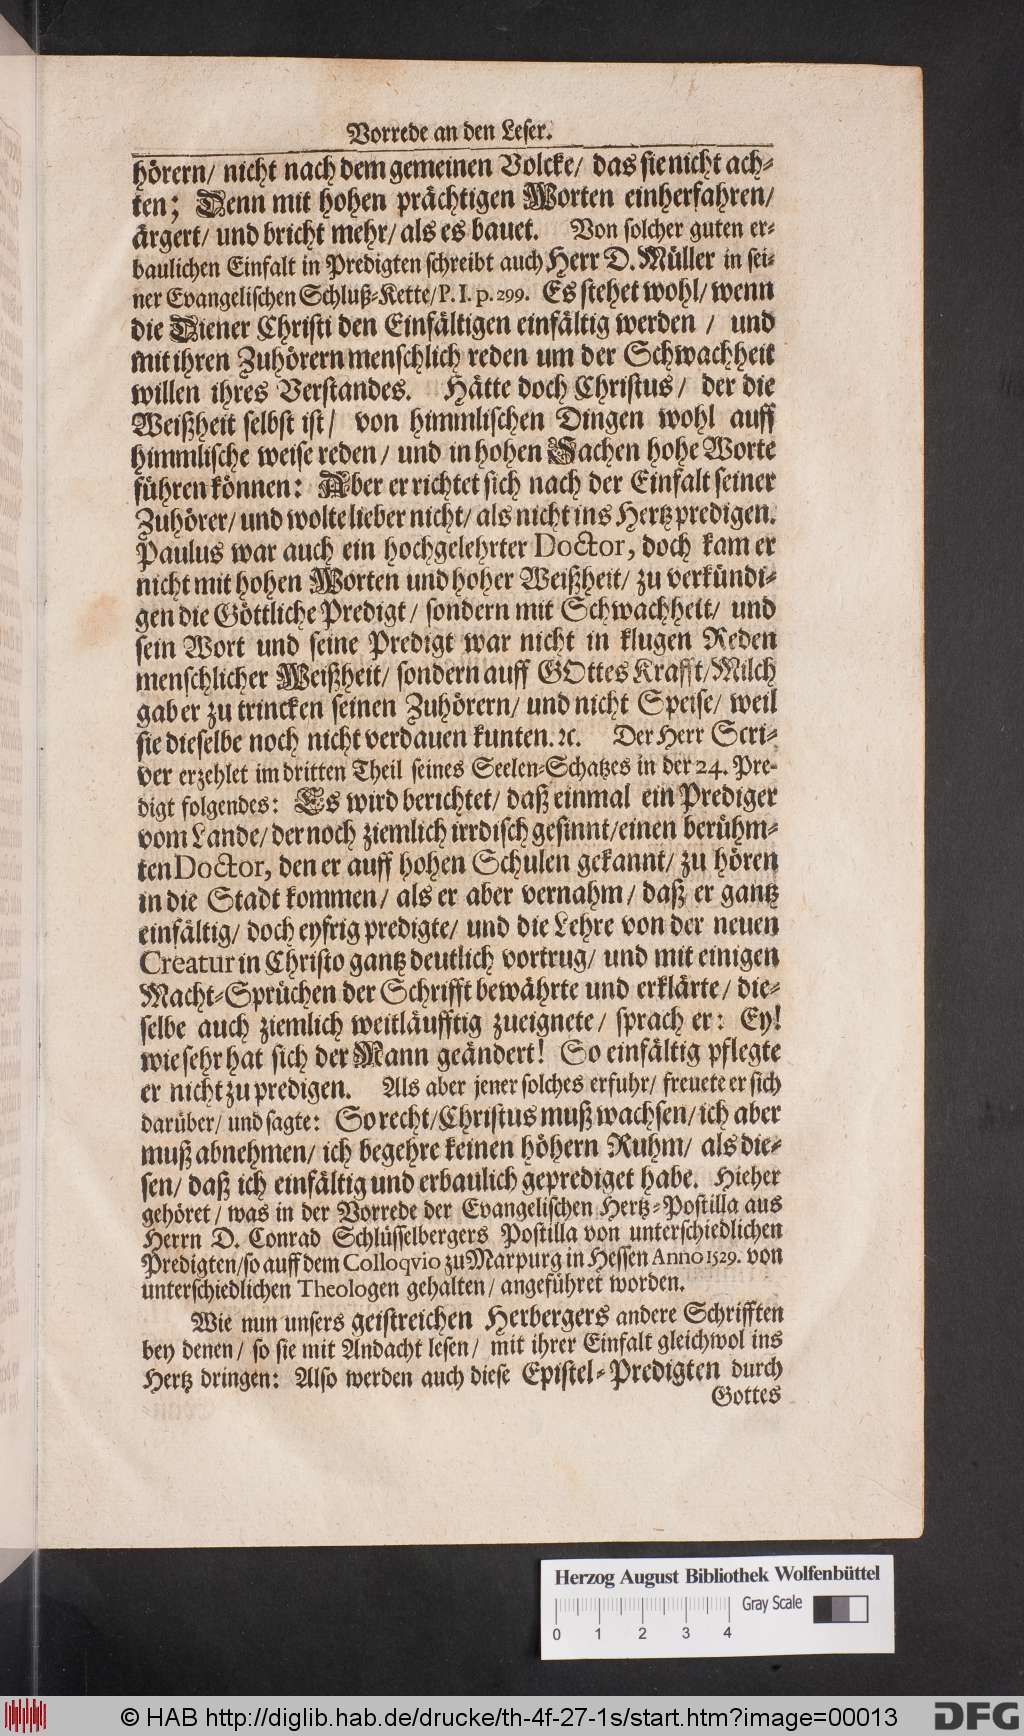 Vorrede an den Leser.
hörern/ nicht nach dem gemeinen Volcke/ das sie nicht ach-
ten; Denn mit hohen prächtigen Worten einherfahren/
ärgert/ und bricht mehr/ als es bauet. Von solcher guten er-
baulichen Einfalt in Predigten schreibt auch Herr D. Müller in sei-
ner Evangelischen Schluß-Kette/ P. I. p. 299. Es stehet wohl/ wenn
die Diener Christi den Einfältigen einfältig werden / und
mit ihren Zuhörern menschlich reden um der Schwachheit
willen ihres Verstandes. Hätte doch Christus/ der die
Weißheit selbst ist/ von himmlischen Dingen wohl auff
himmlische weise reden/ und in hohen Sachen hohe Worte
führen können: Aber er richtet sich nach der Einfalt seiner
Zuhörer/ und wolte lieber nicht/ als nicht ins Hertz predigen.
Paulus war auch ein hochgelehrter Doctor, doch kam er
nicht mit hohen Worten und hoher Weißheit/ zu verkündi-
gen die Göttliche Predigt/ sondern mit Schwachheit/ und
sein Wort und seine Predigt war nicht in klugen Reden
menschlicher Weißheit/ sondern auff GOttes Krafft/ Milch
gab er zu trincken seinen Zuhörern/ und nicht Speise/ weil
sie dieselbe noch nicht verdauen kunten. ꝛc. Der Herr Scri-
ver erzehlet im dritten Theil seines Seelen-Schatzes in der 24. Pre-
digt folgendes: Es wird berichtet/ daß einmal ein Prediger
vom Lande/ der noch ziemlich irrdisch gesinnt/ einen berühm-
ten Doctor, den er auff hohen Schulen gekannt/ zu hören
in die Stadt kommen/ als er aber vernahm/ daß er gantz
einfältig/ doch eyfrig predigte/ und die Lehre von der neuen
Creatur in Christo gantz deutlich vortrug/ und mit einigen
Macht-Sprüchen der Schrifft bewährte und erklärte/ die-
selbe auch ziemlich weitläufftig zueignete/ sprach er: Ey!
wie sehr hat sich der Mann geändert! So einfältig pflegte
er nicht zu predigen. Als aber jener solches erfuhr/ freuete er sich
darüber/ und sagte: So recht/ Christus muß wachsen/ ich aber
muß abnehmen/ ich begehre keinen höhern Ruhm/ als die-
sen/ daß ich einfältig und erbaulich geprediget habe. Hieher
gehöret/ was in der Vorrede der Evangelischen Hertz-Postilla aus
Herrn D. Conrad Schlüsselbergers Postilla von unterschiedlichen
Predigten/ so auff dem Colloqvio zu Marpurg in Hessen Anno 1529. von
unterschiedlichen Theologen gehalten/ angeführet worden.
Wie nun unsers geistreichen Herbergers andere Schrifften
bey denen/ so sie mit Andacht lesen/ mit ihrer Einfalt gleichwol ins
Hertz dringen: Also werden auch diese Epistel-Predigten durch
Gottes
Herzog August Bibliothek Wolfenbüttel
Gray Scale
0 1 2 3 4
© HAB http://diglib.hab.de/drucke/th-4f-27-1s/start.htm?image=00013
DFG